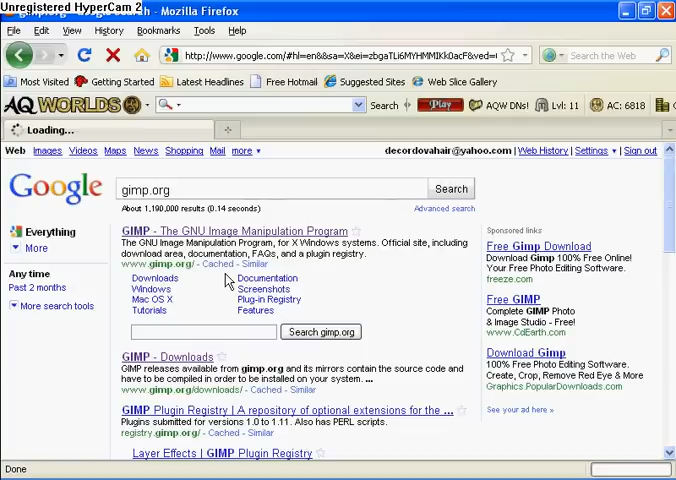 Unregistered HyperCam 2
Mozilla Firefox
File Edit View History Bookmarks Tools Help
http://www.google.com/#hl=en&&sa=X&ei=zbgaTLi6MYHMMIKk0acF&ved=
Search the Web
Most Visited Getting Started Latest Headlines Free Hotmail Suggested Sites Web Slice Gallery
AQ WORLDS Search Play AQW DNs! Lvl: 11 AC: 6818
Loading...
Web Images Videos Maps News Shopping Mail more decordovahair@yahoo.com | Web History | Settings | Sign out
Google gimp.org Search
About 1,190,000 results (0.14 seconds) Advanced search
Everything
More
Any time
Past 2 months
More search tools
GIMP - The GNU Image Manipulation Program
The GNU Image Manipulation Program, for X Windows systems. Official site, including
download area, documentation, FAQs, and a plugin registry.
www.gimp.org/ - Cached - Similar
Downloads Documentation
Windows Screenshots
Mac OS X Plug-in Registry
Tutorials Features
Search gimp.org
GIMP - Downloads
GIMP releases available from gimp.org and its mirrors contain the source code and
have to be compiled in order to be installed on your system. ...
www.gimp.org/downloads/ - Cached - Similar
GIMP Plugin Registry | A repository of optional extensions for the ...
Plugins submitted for versions 1.0 to 1.11. Also has PERL scripts.
registry.gimp.org/ - Cached - Similar
Layer Effects | GIMP Plugin Registry
Sponsored links
Free Gimp Download
Download Gimp 100% Free Online!
Your Free Photo Editing Software.
freeze.com
Free GIMP
Complete GIMP Photo
& Image Studio - Free!
www.CdEarth.com
Download Gimp
100% Free Photo Editing Software.
Create, Crop, Remove Red Eye & More
Graphics.PopularDownloads.com
See your ad here »
Done